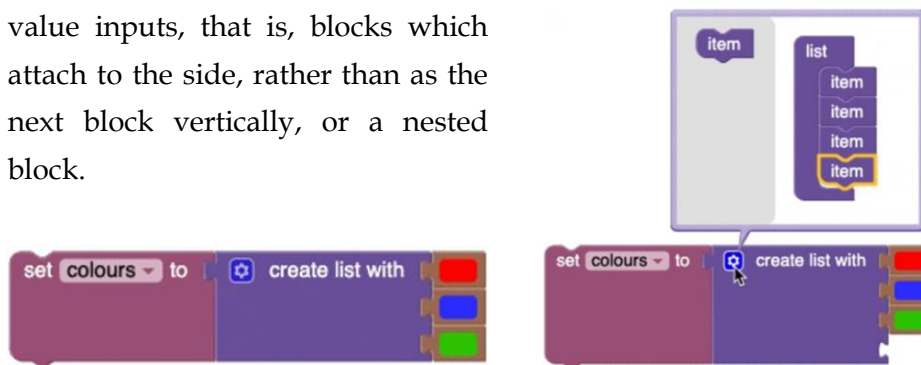 value inputs, that is, blocks which
attach to the side, rather than as the
next block vertically, or a nested
block.
set colours to create list with
item
list
item
item
item
item
set colours to create list with